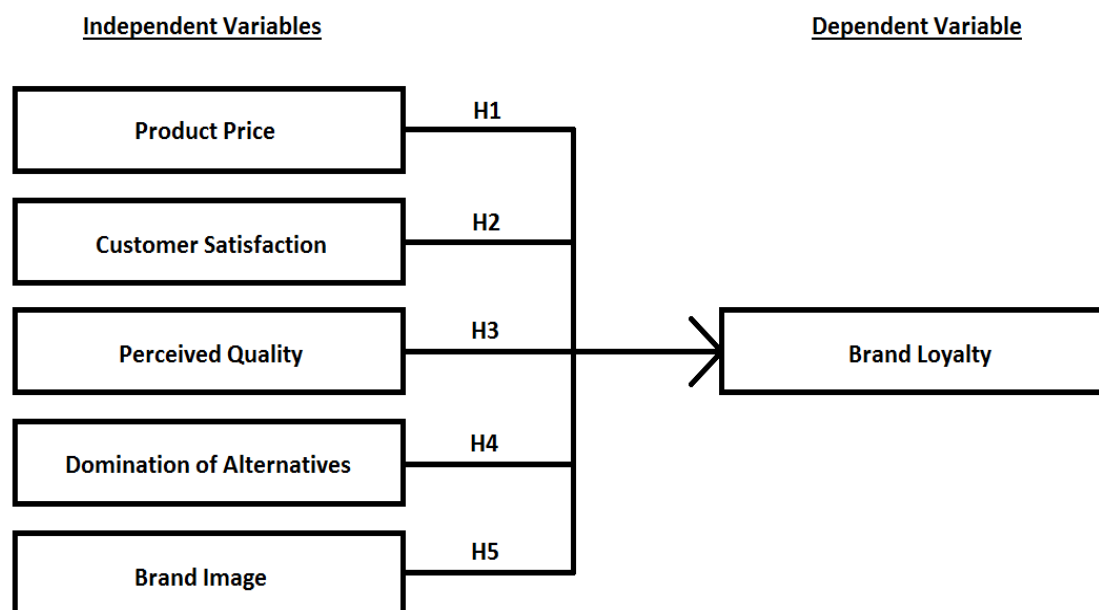 Independent Variables
Dependent Variable
Product Price
H1
Customer Satisfaction
H2
Perceived Quality
H3
Brand Loyalty
Domination of Alternatives
H4
Brand Image
H5